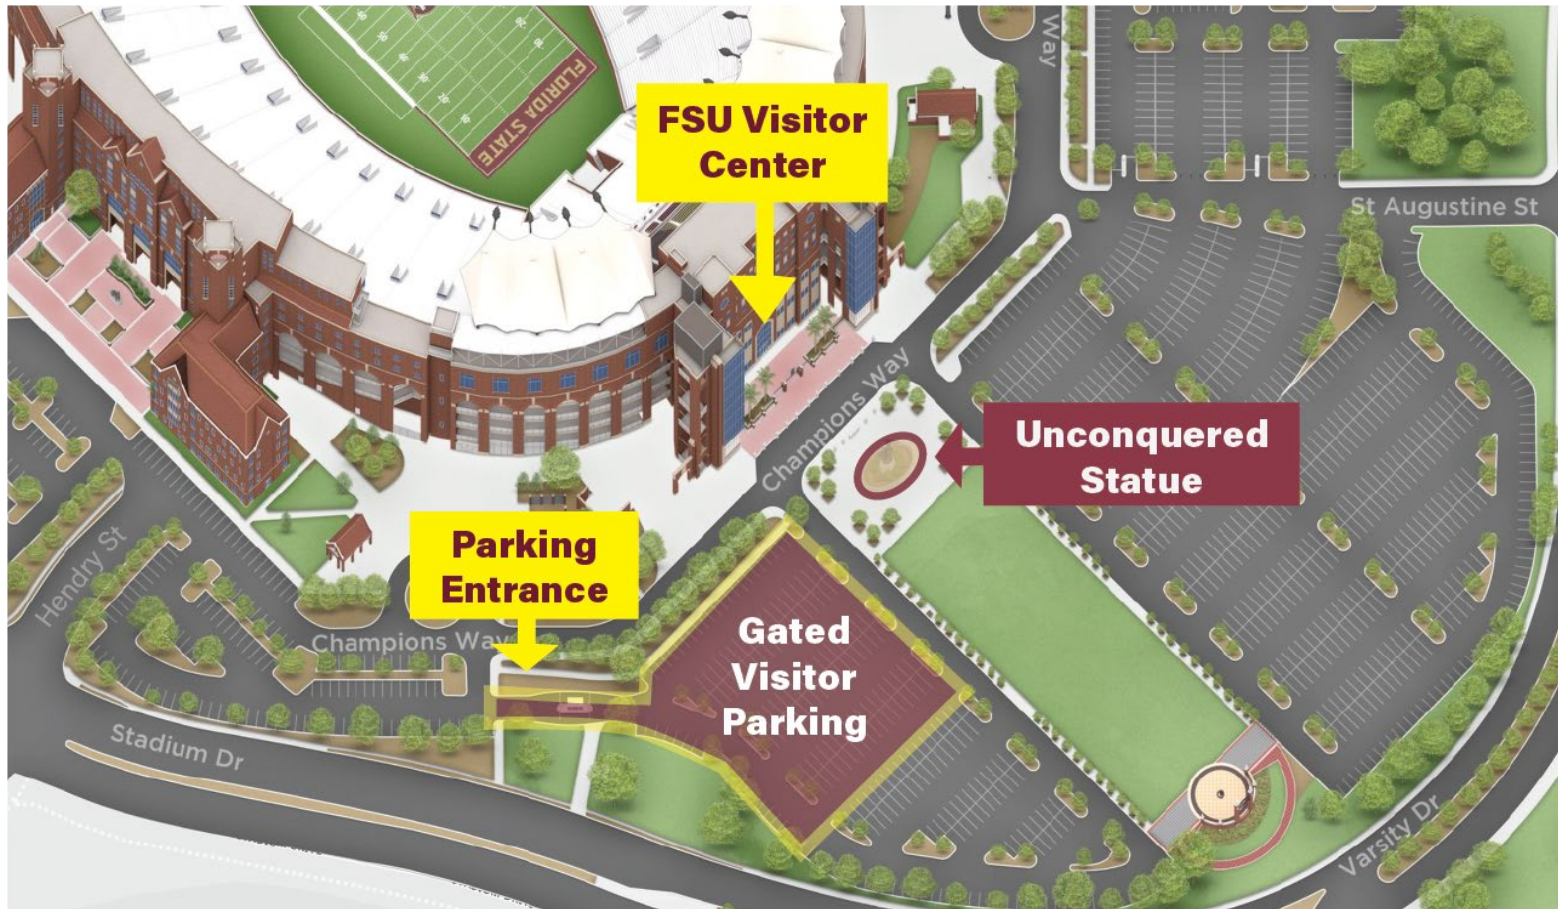 FLORIDA STATE
Way
FSU Visitor
Center
St Augustine St
Champions Way
Unconquered
Statue
Parking
Entrance
Hendry St
Champions Way
Gated
Visitor
Parking
Stadium Dr
Varsity Dr